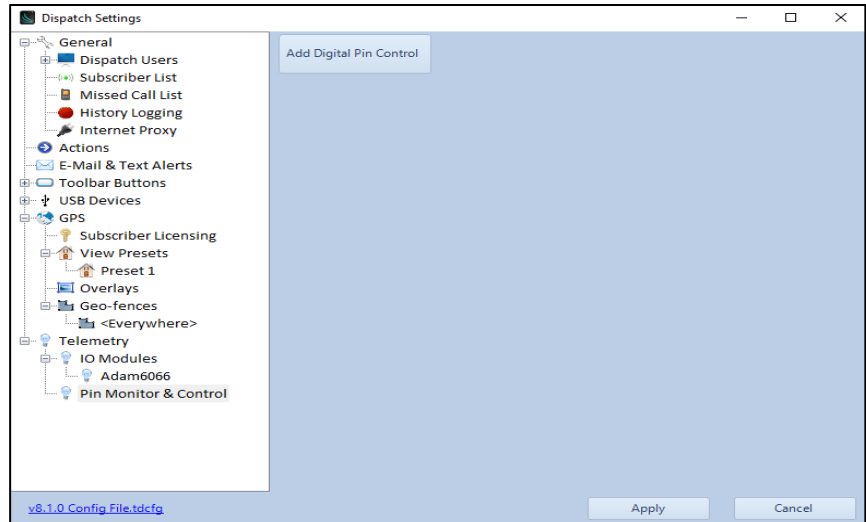 Dispatch Settings
General
Dispatch Users
Subscriber List
Missed Call List
History Logging
Internet Proxy
Actions
E-Mail & Text Alerts
Toolbar Buttons
USB Devices
GPS
Subscriber Licensing
View Presets
Preset 1
Overlays
Geo-fences
<Everywhere>
Telemetry
IO Modules
Adam6066
Pin Monitor & Control
Add Digital Pin Control
v8.1.0 Config File.tdcfg
Apply
Cancel